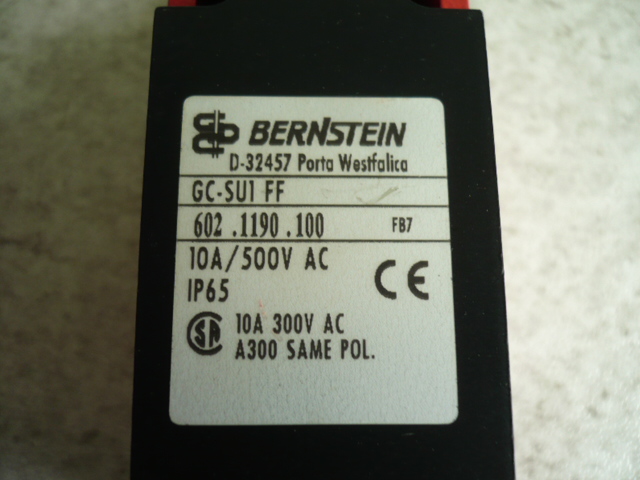 BERNSTEIN
D-32457 Porta Westfalica
GC-SU1 FF
602.1190.100 FB7
10A/500V AC
IP65
CE
SA 10A 300V AC
A300 SAME POL.